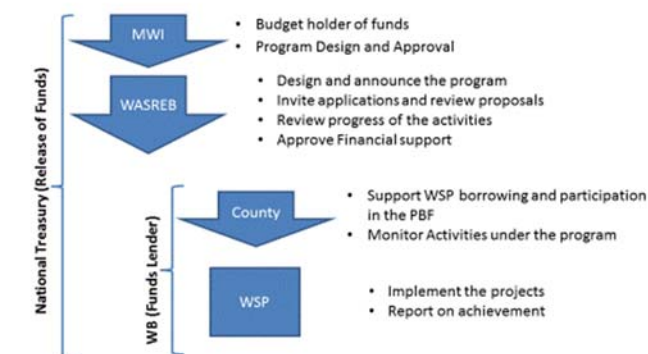 National Treasury (Release of Funds)
MWI
• Budget holder of funds
• Program Design and Approval
WASREB
• Design and announce the program
• Invite applications and review proposals
• Review progress of the activities
• Approve Financial support
WB (Funds Lender)
County
• Support WSP borrowing and participation
in the PBF
• Monitor Activities under the program
WSP
• Implement the projects
• Report on achievement